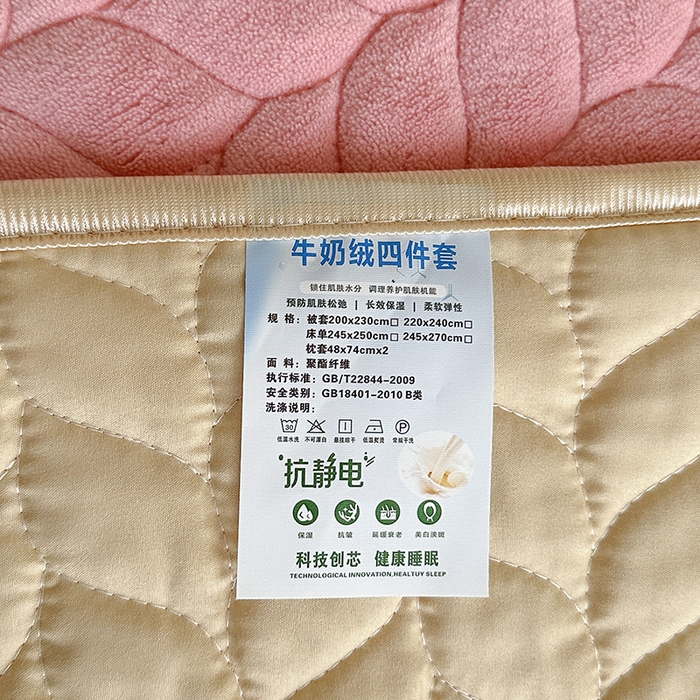 牛奶绒四件套
锁住肌肤水分 调理养护肌肤机能
预防肌肤松弛 | 长效保湿 | 柔软弹性
规 格：被套200x230cm□ 220x240cm□
床单245x250cm□ 245x270cm□
枕套48x74cmx2
面 料：聚酯纤维
执行标准：GB/T22844-2009
安全类别：GB18401-2010 B类
洗涤说明：
30
P
低温水洗 不可漂白 悬挂晾干 低温熨烫 常规干洗
抗静电
保湿 抗皱 延缓衰老 美白淡斑
科技创芯 健康睡眠
TECHNOLOGICAL INNOVATION,HEALTUY SLEEP